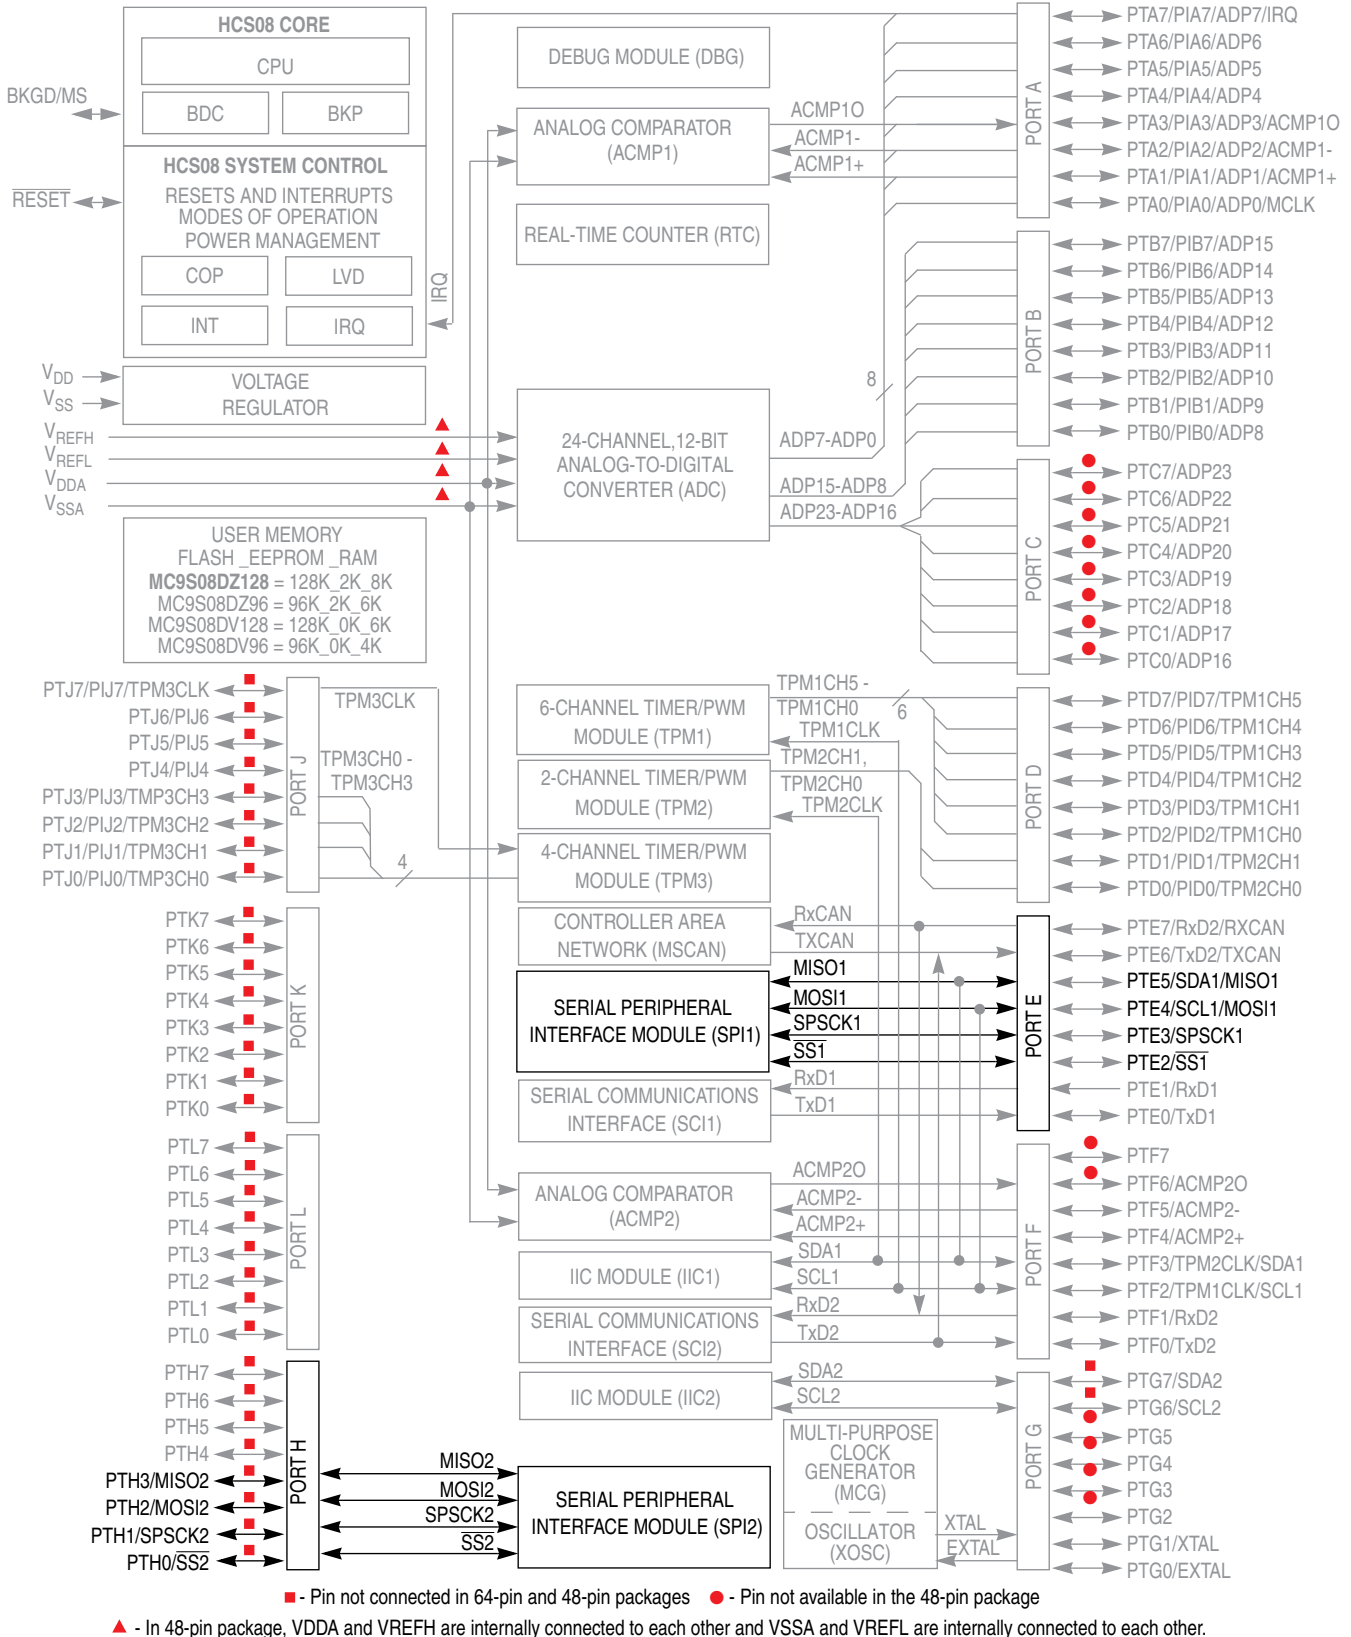 HCS08 CORE
CPU
BDC
BKP
BKGD/MS
HCS08 SYSTEM CONTROL
RESETS AND INTERRUPTS
MODES OF OPERATION
POWER MANAGEMENT
COP
LVD
INT
IRQ
RESET
IRQ
VDD
VSS
VOLTAGE
REGULATOR
VREFH
VREFL
VDDA
VSSA
USER MEMORY
FLASH _EEPROM _RAM
MC9S08DZ128 = 128K_2K_8K
MC9S08DZ96 = 96K_2K_6K
MC9S08DV128 = 128K_0K_6K
MC9S08DV96 = 96K_0K_4K
DEBUG MODULE (DBG)
ANALOG COMPARATOR
(ACMP1)
ACMP1O
ACMP1-
ACMP1+
REAL-TIME COUNTER (RTC)
24-CHANNEL,12-BIT
ANALOG-TO-DIGITAL
CONVERTER (ADC)
8
ADP7-ADP0
ADP15-ADP8
ADP23-ADP16
PORT A
PTA7/PIA7/ADP7/IRQ
PTA6/PIA6/ADP6
PTA5/PIA5/ADP5
PTA4/PIA4/ADP4
PTA3/PIA3/ADP3/ACMP1O
PTA2/PIA2/ADP2/ACMP1-
PTA1/PIA1/ADP1/ACMP1+
PTA0/PIA0/ADP0/MCLK
PORT B
PTB7/PIB7/ADP15
PTB6/PIB6/ADP14
PTB5/PIB5/ADP13
PTB4/PIB4/ADP12
PTB3/PIB3/ADP11
PTB2/PIB2/ADP10
PTB1/PIB1/ADP9
PTB0/PIB0/ADP8
PORT C
PTC7/ADP23
PTC6/ADP22
PTC5/ADP21
PTC4/ADP20
PTC3/ADP19
PTC2/ADP18
PTC1/ADP17
PTC0/ADP16
PTJ7/PIJ7/TPM3CLK
PTJ6/PIJ6
PTJ5/PIJ5
PTJ4/PIJ4
PTJ3/PIJ3/TMP3CH3
PTJ2/PIJ2/TPM3CH2
PTJ1/PIJ1/TPM3CH1
PTJ0/PIJ0/TMP3CH0
PORT J
TPM3CLK
TPM3CH0 -
TPM3CH3
4
6-CHANNEL TIMER/PWM
MODULE (TPM1)
TPM1CH5 -
TPM1CH0
6
TPM1CLK
2-CHANNEL TIMER/PWM
MODULE (TPM2)
TPM2CH1,
TPM2CH0
TPM2CLK
4-CHANNEL TIMER/PWM
MODULE (TPM3)
PORT D
PTD7/PID7/TPM1CH5
PTD6/PID6/TPM1CH4
PTD5/PID5/TPM1CH3
PTD4/PID4/TPM1CH2
PTD3/PID3/TPM1CH1
PTD2/PID2/TPM1CH0
PTD1/PID1/TPM2CH1
PTD0/PID0/TPM2CH0
PTK7
PTK6
PTK5
PTK4
PTK3
PTK2
PTK1
PTK0
PORT K
CONTROLLER AREA
NETWORK (MSCAN)
RxCAN
TXCAN
SERIAL PERIPHERAL
INTERFACE MODULE (SPI1)
MISO1
MOSI1
SPSCK1
SS1
SERIAL COMMUNICATIONS
INTERFACE (SCI1)
RxD1
TxD1
PORT E
PTE7/RxD2/RXCAN
PTE6/TxD2/TXCAN
PTE5/SDA1/MISO1
PTE4/SCL1/MOSI1
PTE3/SPSCK1
PTE2/SS1
PTE1/RxD1
PTE0/TxD1
PTL7
PTL6
PTL5
PTL4
PTL3
PTL2
PTL1
PTL0
PORT L
ANALOG COMPARATOR
(ACMP2)
ACMP2O
ACMP2-
ACMP2+
IIC MODULE (IIC1)
SDA1
SCL1
SERIAL COMMUNICATIONS
INTERFACE (SCI2)
RxD2
TxD2
PORT F
PTF7
PTF6/ACMP2O
PTF5/ACMP2-
PTF4/ACMP2+
PTF3/TPM2CLK/SDA1
PTF2/TPM1CLK/SCL1
PTF1/RxD2
PTF0/TxD2
PTH7
PTH6
PTH5
PTH4
PTH3/MISO2
PTH2/MOSI2
PTH1/SPSCK2
PTH0/SS2
PORT H
MISO2
MOSI2
SPSCK2
SS2
SERIAL PERIPHERAL
INTERFACE MODULE (SPI2)
IIC MODULE (IIC2)
SDA2
SCL2
MULTI-PURPOSE
CLOCK
GENERATOR
(MCG)
OSCILLATOR
(XOSC)
XTAL
EXTAL
PORT G
PTG7/SDA2
PTG6/SCL2
PTG5
PTG4
PTG3
PTG2
PTG1/XTAL
PTG0/EXTAL
- Pin not connected in 64-pin and 48-pin packages
- Pin not available in the 48-pin package
- In 48-pin package, VDDA and VREFH are internally connected to each other and VSSA and VREFL are internally connected to each other.